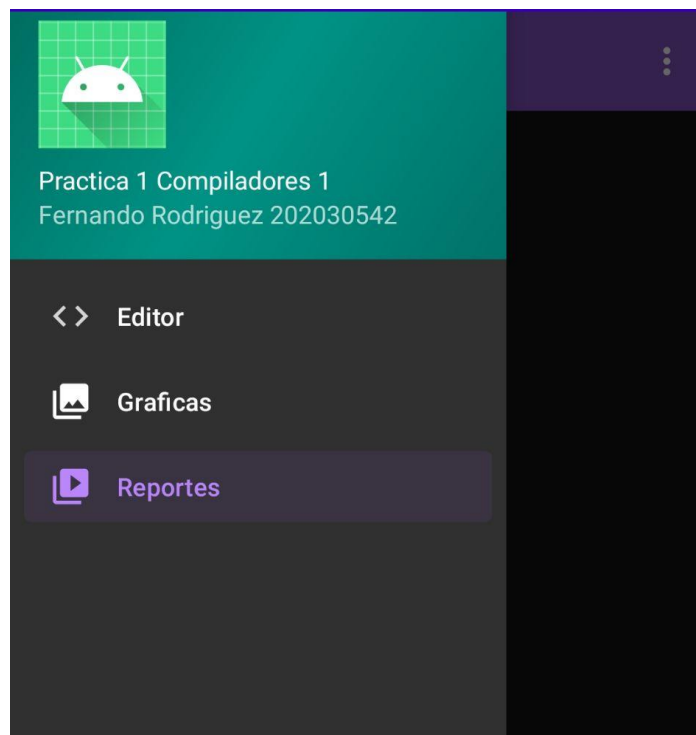 Practica 1 Compiladores 1
Fernando Rodriguez 202030542
Editor
Graficas
Reportes